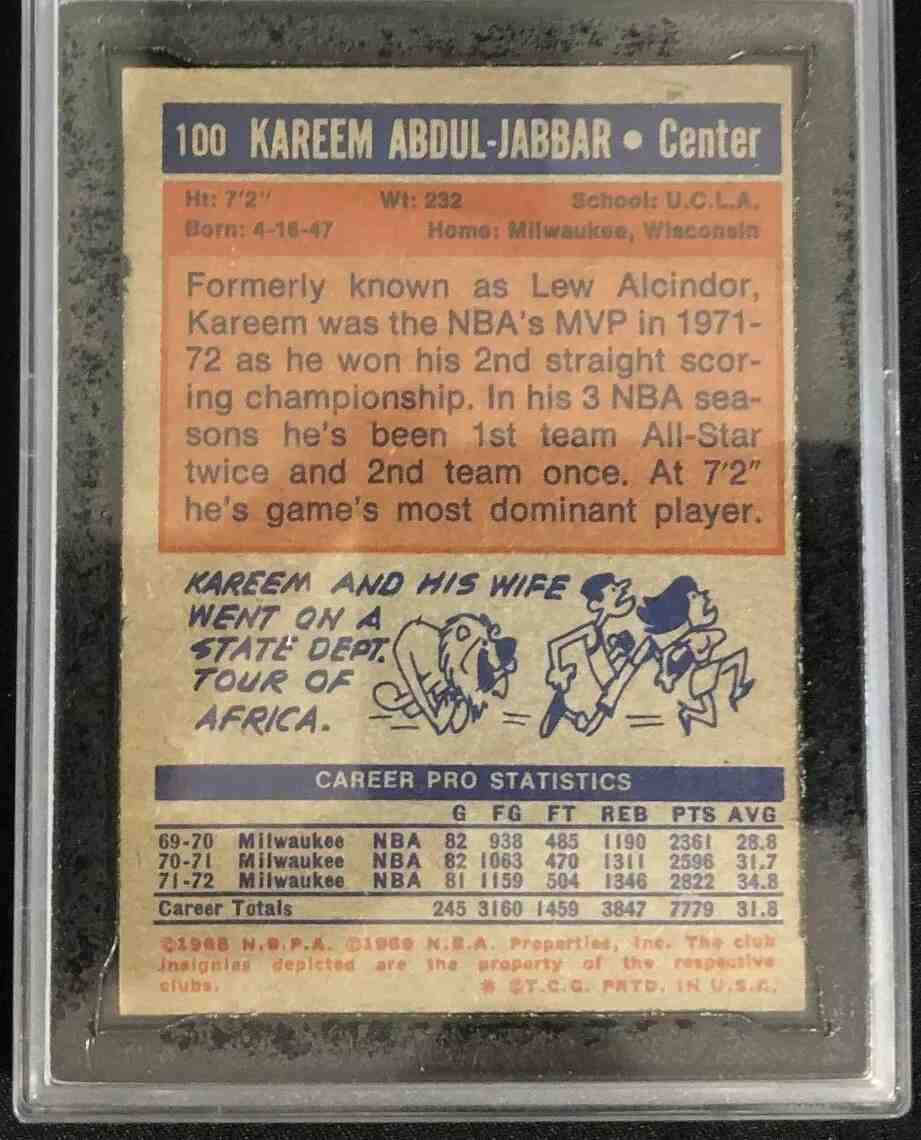 100 KAREEM ABDUL-JABBAR • Center
Ht: 7'2" Wt: 232 School: U.C.L.A.
Born: 4-16-47 Home: Milwaukee, Wisconsin
Formerly known as Lew Alcindor,
Kareem was the NBA's MVP in 1971-
72 as he won his 2nd straight scor-
ing championship. In his 3 NBA sea-
sons he's been 1st team All-Star
twice and 2nd team once. At 7'2"
he's game's most dominant player.
KAREEM AND HIS WIFE
WENT ON A
STATE DEPT.
TOUR OF
AFRICA.
CAREER PRO STATISTICS
G FG FT REB PTS AVG
69-70 Milwaukee NBA 82 938 485 1190 2361 28.8
70-71 Milwaukee NBA 82 1063 470 1311 2596 31.7
71-72 Milwaukee NBA 81 1159 504 1346 2822 34.8
Career Totals 245 3160 1459 3847 7779 31.8
©1968 N.B.P.A. ©1969 N.B.A. Properties, Inc. The club
insignias depicted are the property of the respective
clubs. * ©T.C.G. PRTD. IN U.S.A.